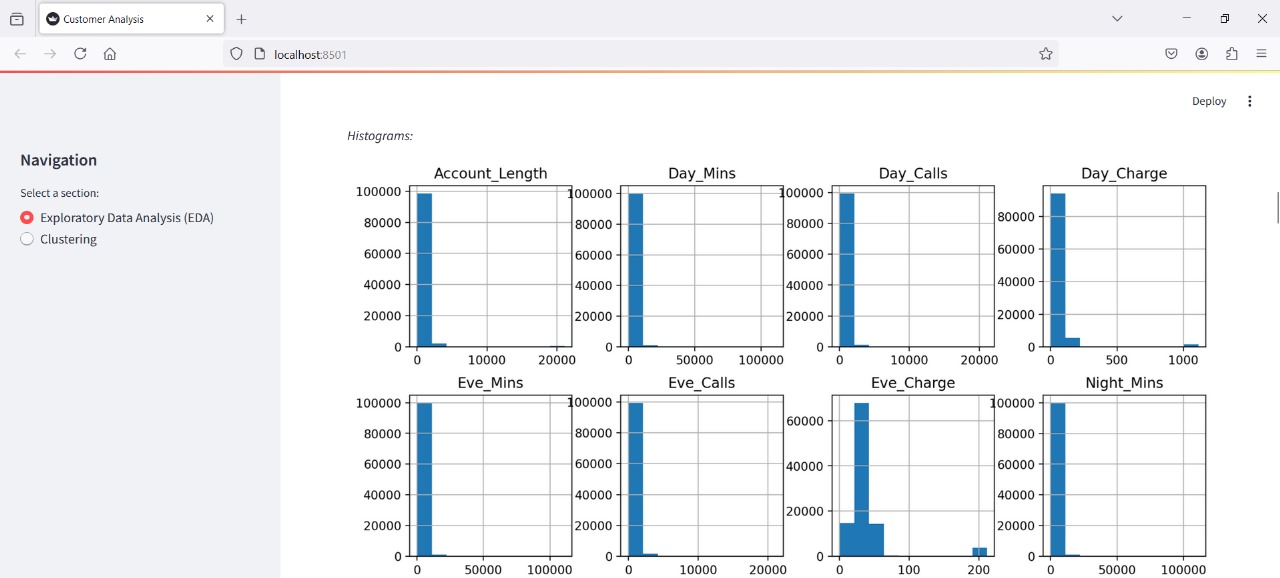 Customer Analysis
localhost:8501
Deploy
Navigation
Select a section:
Exploratory Data Analysis (EDA)
Clustering
Histograms:
Account_Length
100000
80000
60000
40000
20000
0
0 10000 20000
Day_Mins
100000
80000
60000
40000
20000
0
0 50000 100000
Day_Calls
100000
80000
60000
40000
20000
0
0 10000 20000
Day_Charge
80000
60000
40000
20000
0
0 500 1000
Eve_Mins
100000
80000
60000
40000
20000
0
0 50000 100000
Eve_Calls
100000
80000
60000
40000
20000
0
0 10000 20000
Eve_Charge
60000
40000
20000
0
0 100 200
Night_Mins
100000
80000
60000
40000
20000
0
0 50000 100000